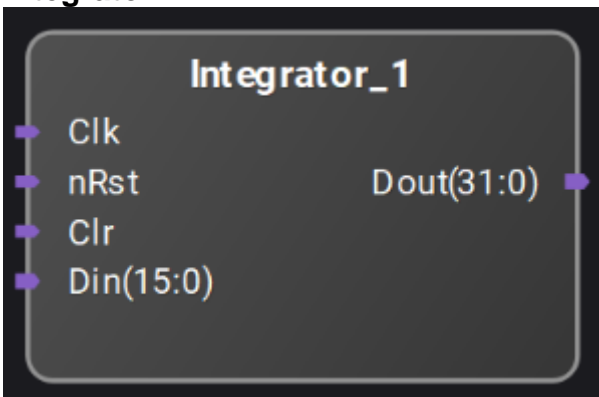 Integrator_1
Clk
nRst
Dout(31:0)
Clr
Din(15:0)